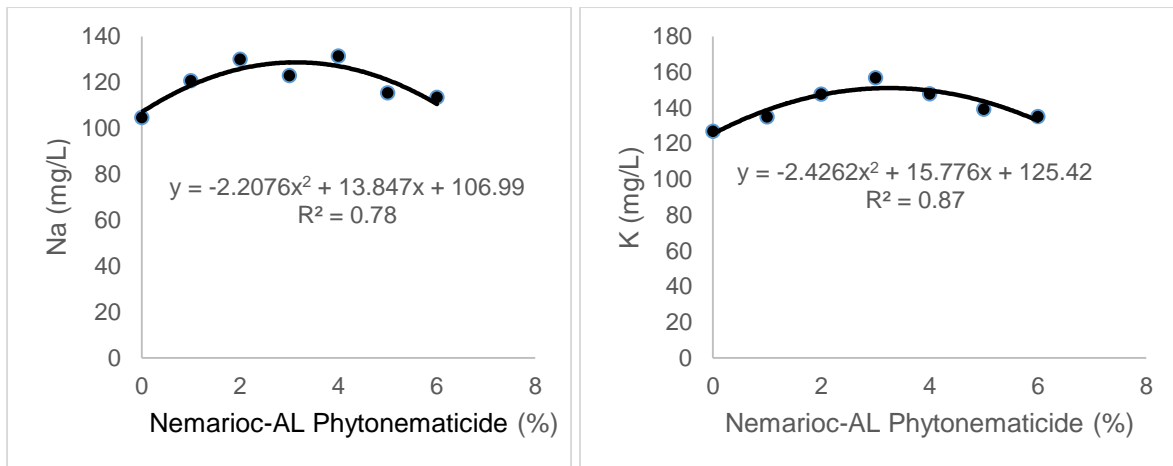 140
120
100
80
60
40
20
0
Na (mg/L)
y = -2.2076x² + 13.847x + 106.99
R² = 0.78
0 2 4 6 8
Nemarioc-AL Phytonematicide (%)
180
160
140
120
100
80
60
40
20
0
K (mg/L)
y = -2.4262x² + 15.776x + 125.42
R² = 0.87
0 2 4 6 8
Nemarioc-AL Phytonematicide (%)